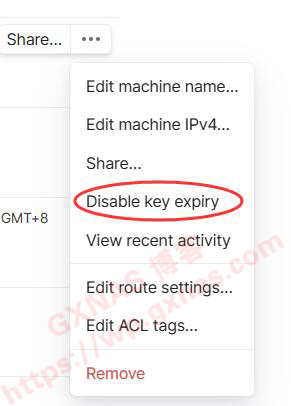 Share...
Edit machine name...
Edit machine IPv4...
Share...
Disable key expiry
GMT+8
View recent activity
Edit route settings...
Edit ACL tags...
Remove
GXNAS 博客
https://wp.gxnas.com